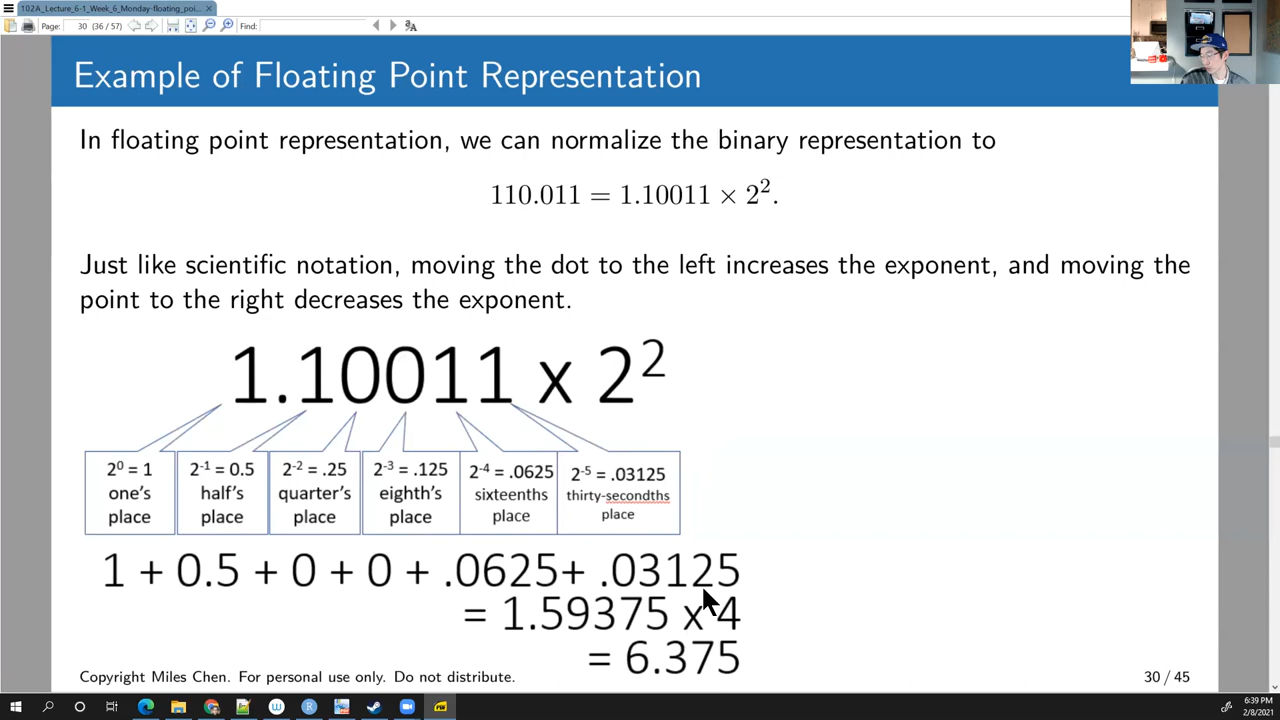 102A_Lecture_6-1_Week_6_Monday-floating_poi...
Page: 30 (36 / 57) Find:
Example of Floating Point Representation
In floating point representation, we can normalize the binary representation to
110.011 = 1.10011 × 2².
Just like scientific notation, moving the dot to the left increases the exponent, and moving the
point to the right decreases the exponent.
1.10011 x 2²
2⁰ = 1
one's
place
2⁻¹ = 0.5
half's
place
2⁻² = .25
quarter's
place
2⁻³ = .125
eighth's
place
2⁻⁴ = .0625
sixteenths
place
2⁻⁵ = .03125
thirty-secondths
place
1 + 0.5 + 0 + 0 + .0625+ .03125
= 1.59375 x 4
= 6.375
Copyright Miles Chen. For personal use only. Do not distribute. 30 / 45
6:39 PM
2/8/2021